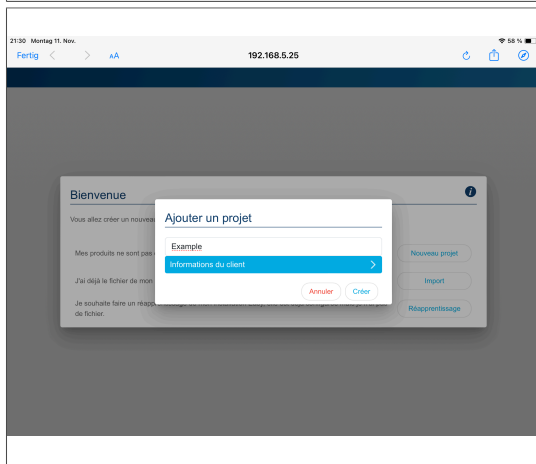 21:30 Montag 11. Nov.
58 %
Fertig
AA
192.168.5.25
Bienvenue
Vous allez créer un nouveau
Ajouter un projet
Example
Informations du client
Annuler
Créer
Mes produits ne sont pas
Nouveau projet
J'ai déjà le fichier de mon
Import
Je souhaite faire un réapp
de fichier.
Réapprentissage